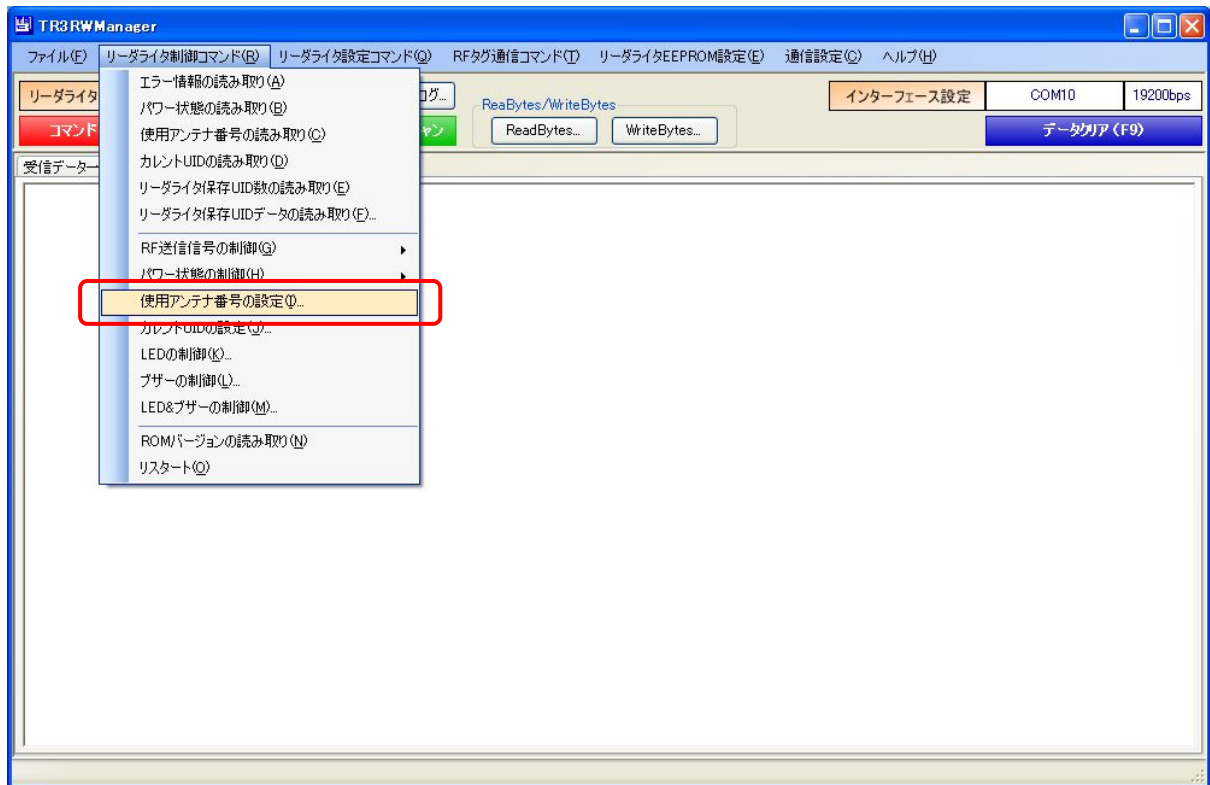 TR3RWManager
ファイル(F) リーダライタ制御コマンド(R) リーダライタ設定コマンド(Q) RFタグ通信コマンド(T) リーダライタEEPROM設定(E) 通信設定(C) ヘルプ(H)
リーダライタ
コマンド
グ...
ャン
ReaBytes/WriteBytes
ReadBytes... WriteBytes...
インターフェース設定 COM10 19200bps
データクリア (F9)
受信データー
エラー情報の読み取り(A)
パワー状態の読み取り(B)
使用アンテナ番号の読み取り(C)
カレントUIDの読み取り(D)
リーダライタ保存UID数の読み取り(E)
リーダライタ保存UIDデータの読み取り(F)...
RF送信信号の制御(G)
パワー状態の制御(H)
使用アンテナ番号の設定(I)...
カレントUIDの設定(J)...
LEDの制御(K)...
ブザーの制御(L)...
LED&ブザーの制御(M)...
ROMバージョンの読み取り(N)
リスタート(O)